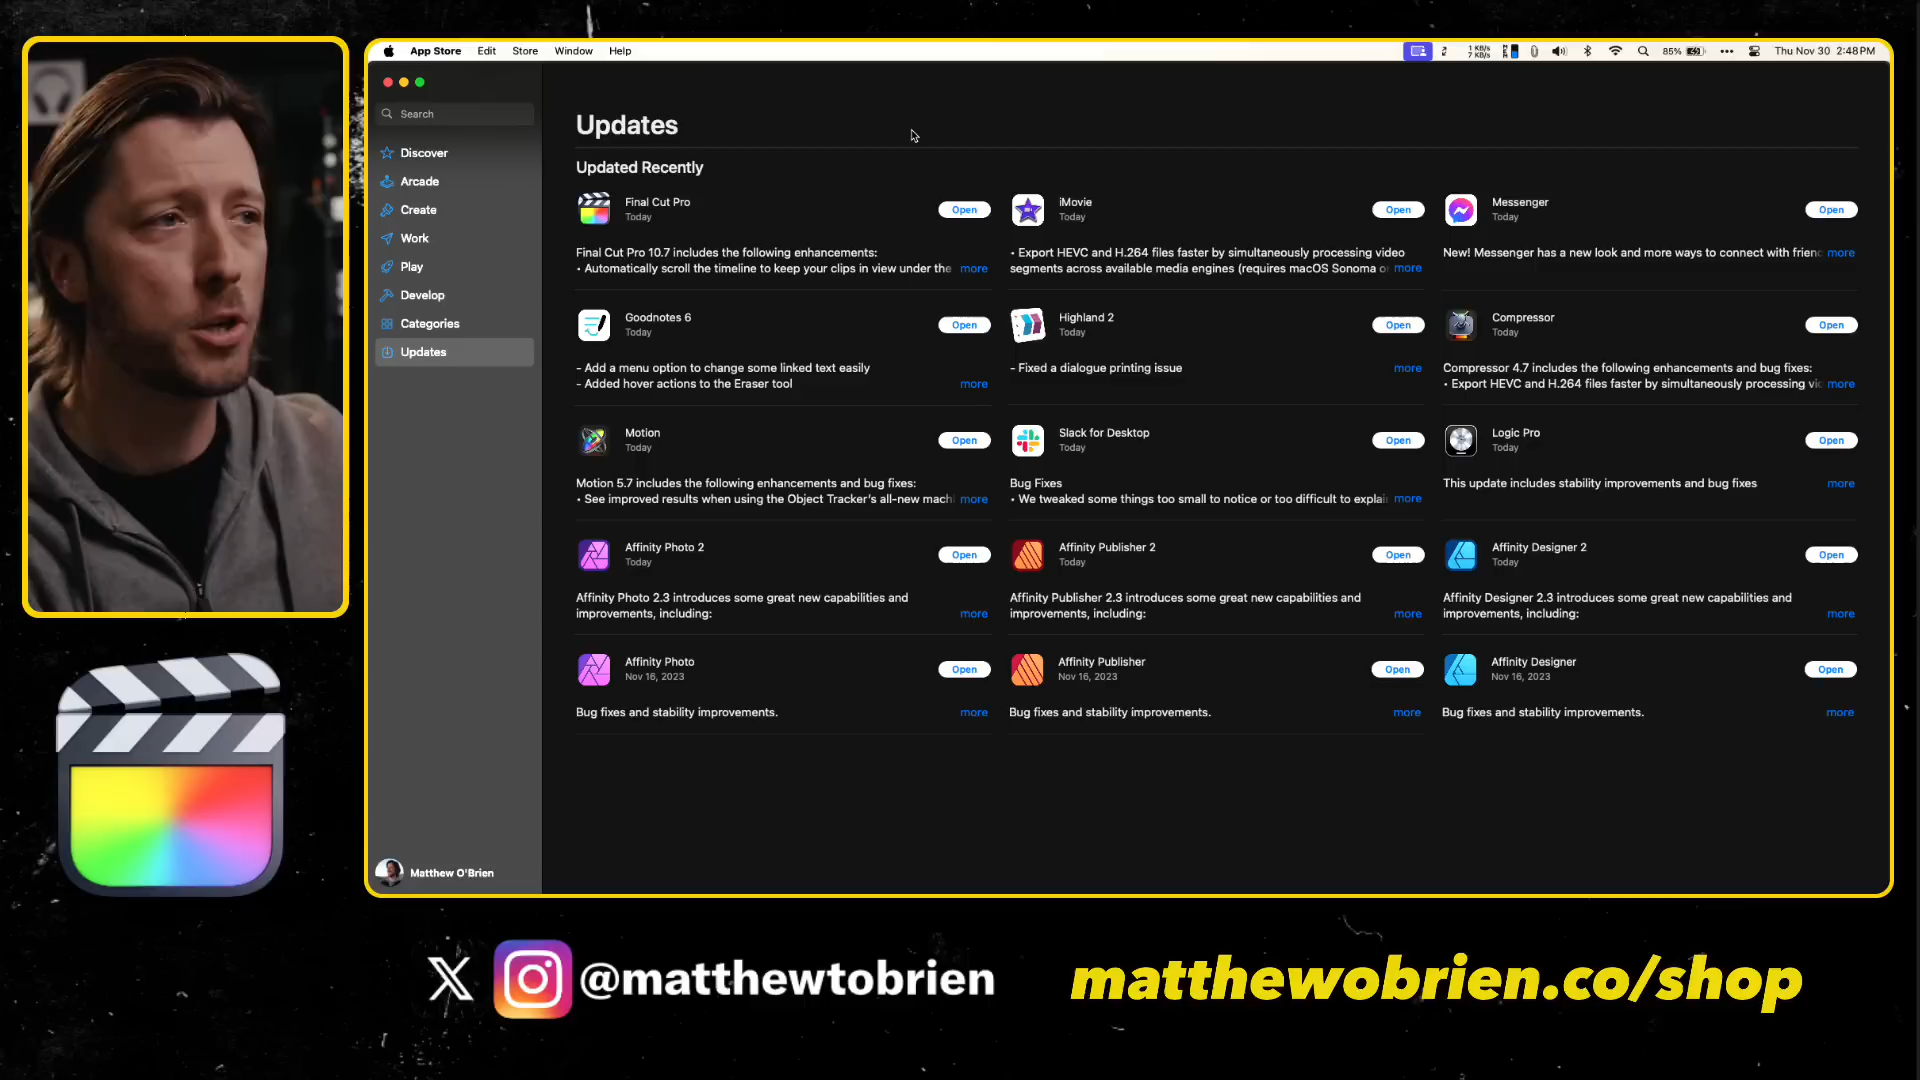 App Store Edit Store Window Help
1 KB/s
7 KB/s
85%
Thu Nov 30 2:48 PM
Search
Discover
Arcade
Create
Work
Play
Develop
Categories
Updates
Matthew O'Brien
Updates
Updated Recently
Final Cut Pro
Today
Open
Final Cut Pro 10.7 includes the following enhancements:
• Automatically scroll the timeline to keep your clips in view under the more
iMovie
Today
Open
• Export HEVC and H.264 files faster by simultaneously processing video
segments across available media engines (requires macOS Sonoma o more
Messenger
Today
Open
New! Messenger has a new look and more ways to connect with frien more
Goodnotes 6
Today
Open
- Add a menu option to change some linked text easily
- Added hover actions to the Eraser tool more
Highland 2
Today
Open
- Fixed a dialogue printing issue more
Compressor
Today
Open
Compressor 4.7 includes the following enhancements and bug fixes:
• Export HEVC and H.264 files faster by simultaneously processing vi more
Motion
Today
Open
Motion 5.7 includes the following enhancements and bug fixes:
• See improved results when using the Object Tracker's all-new mach more
Slack for Desktop
Today
Open
Bug Fixes
• We tweaked some things too small to notice or too difficult to explai more
Logic Pro
Today
Open
This update includes stability improvements and bug fixes more
Affinity Photo 2
Today
Open
Affinity Photo 2.3 introduces some great new capabilities and
improvements, including: more
Affinity Publisher 2
Today
Open
Affinity Publisher 2.3 introduces some great new capabilities and
improvements, including: more
Affinity Designer 2
Today
Open
Affinity Designer 2.3 introduces some great new capabilities and
improvements, including: more
Affinity Photo
Nov 16, 2023
Open
Bug fixes and stability improvements. more
Affinity Publisher
Nov 16, 2023
Open
Bug fixes and stability improvements. more
Affinity Designer
Nov 16, 2023
Open
Bug fixes and stability improvements. more
@matthewtobrien
matthewobrien.co/shop